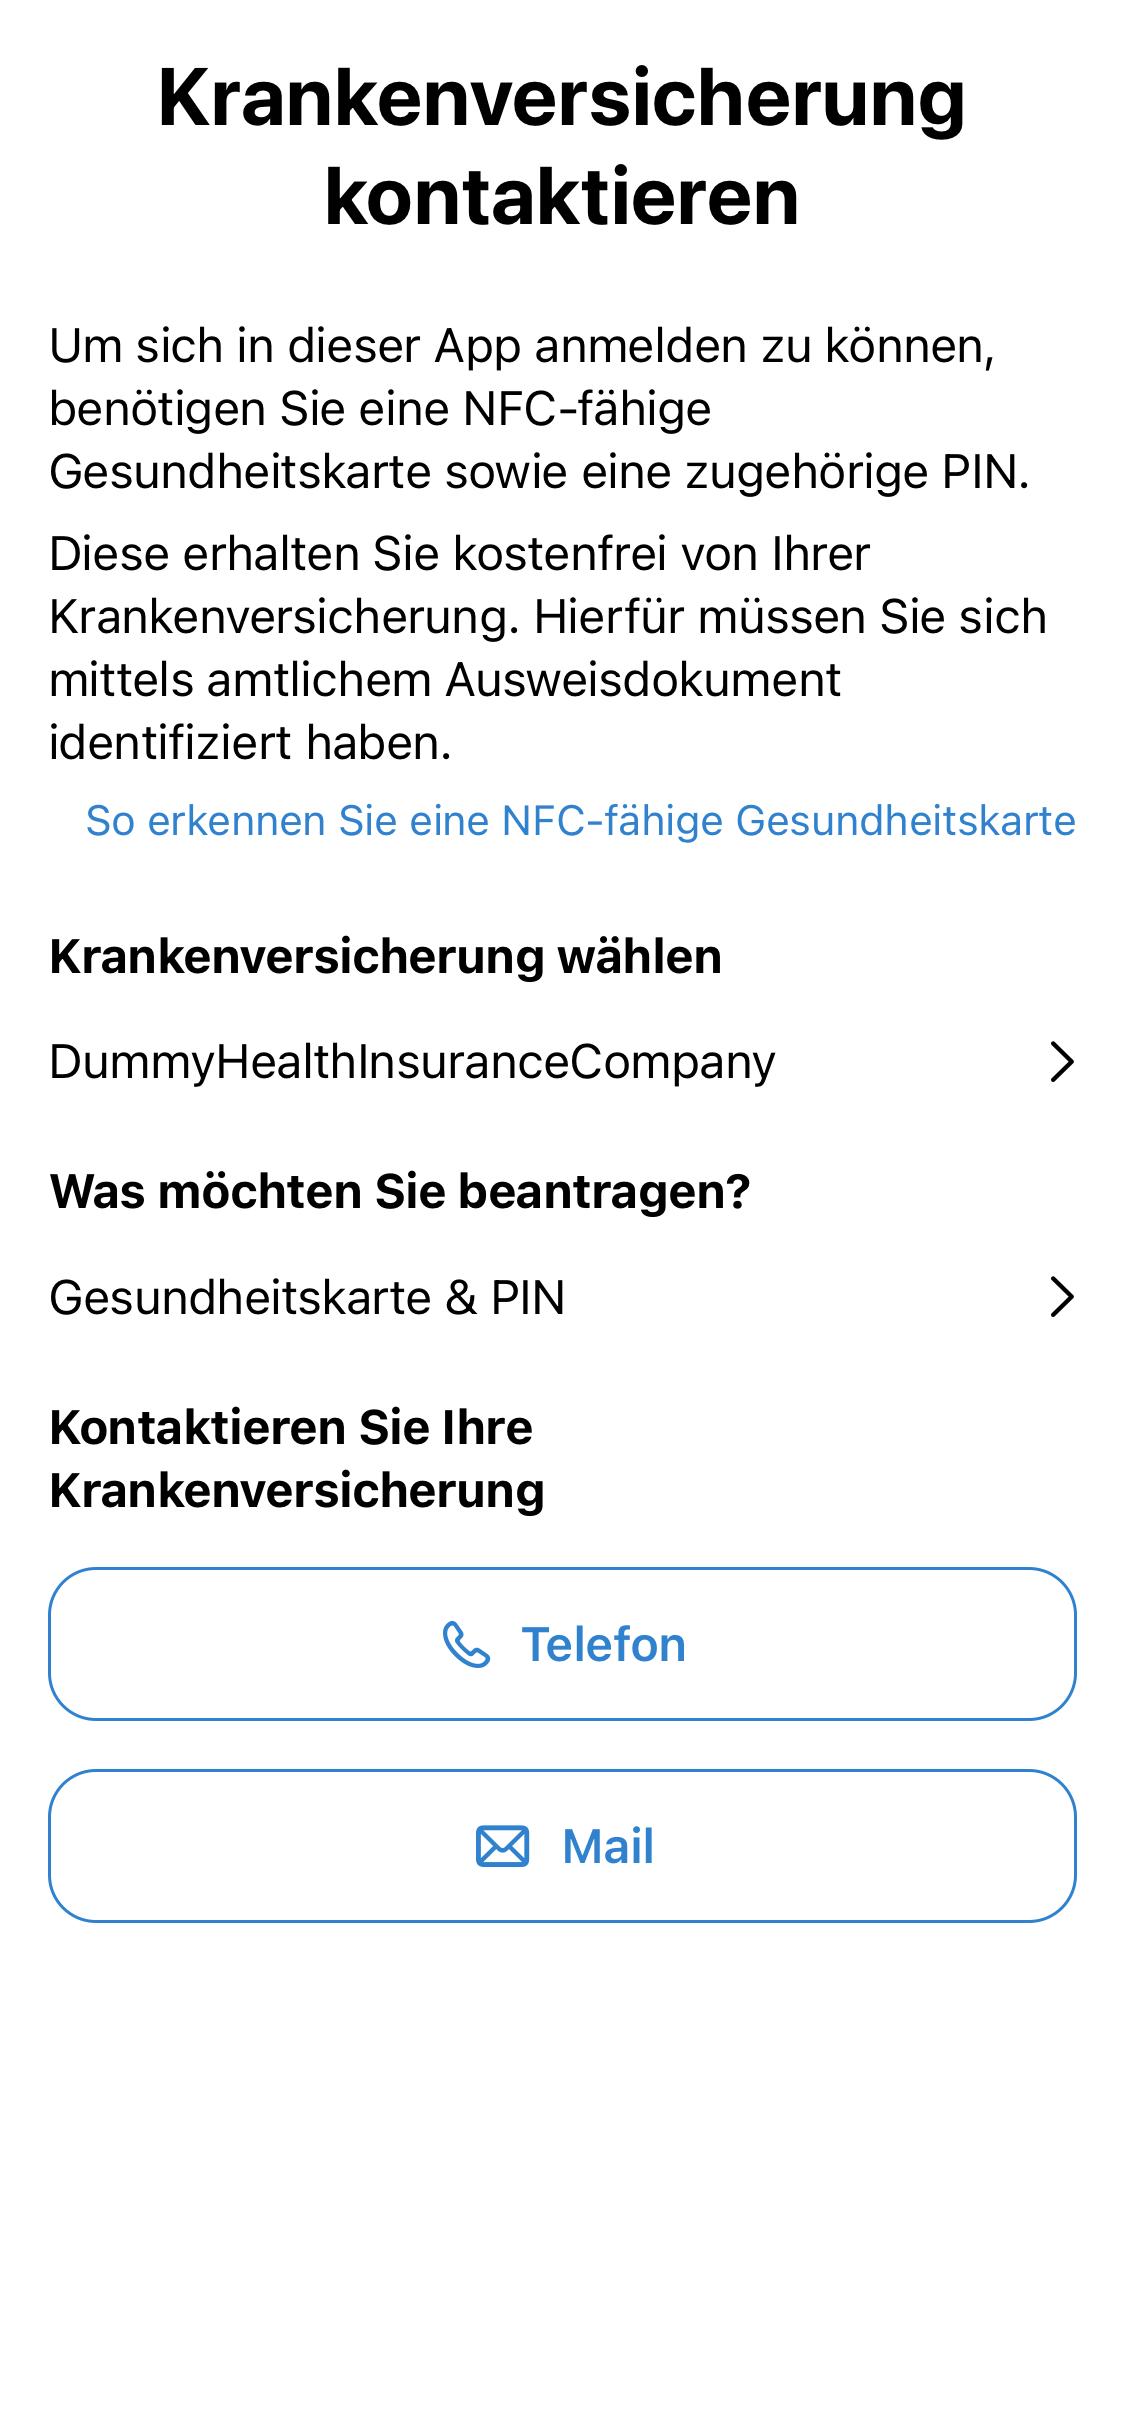 Krankenversicherung
kontaktieren
Um sich in dieser App anmelden zu können,
benötigen Sie eine NFC-fähige
Gesundheitskarte sowie eine zugehörige PIN.
Diese erhalten Sie kostenfrei von Ihrer
Krankenversicherung. Hierfür müssen Sie sich
mittels amtlichem Ausweisdokument
identifiziert haben.
So erkennen Sie eine NFC-fähige Gesundheitskarte
Krankenversicherung wählen
DummyHealthInsuranceCompany
Was möchten Sie beantragen?
Gesundheitskarte & PIN
Kontaktieren Sie Ihre
Krankenversicherung
Telefon
Mail